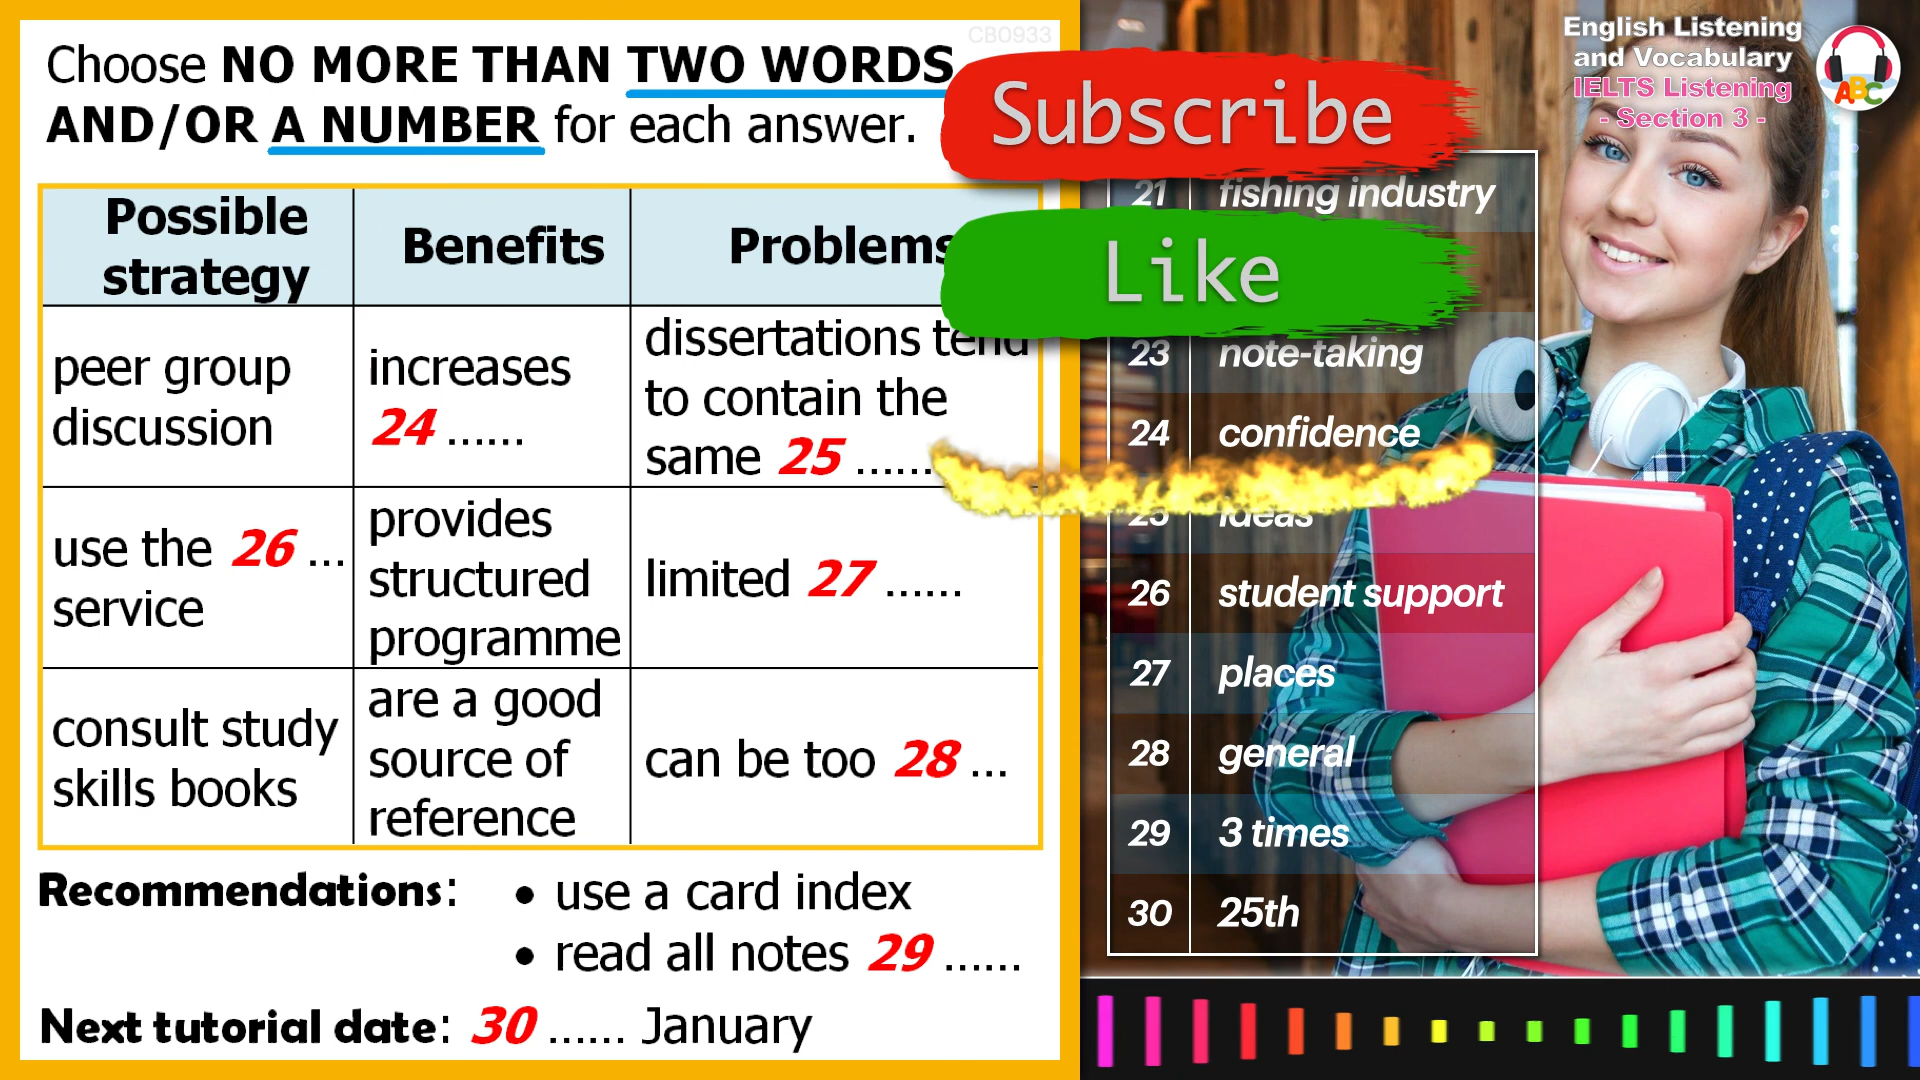 CB0933
Choose NO MORE THAN TWO WORDS
AND/OR A NUMBER for each answer.
Possible
strategy
Benefits
Problems
peer group
discussion
increases
24 ......
dissertations tend
to contain the
same 25 ......
use the 26 ...
service
provides
structured
programme
limited 27 ......
consult study
skills books
are a good
source of
reference
can be too 28 ...
Recommendations:
• use a card index
• read all notes 29 ......
Next tutorial date: 30 ...... January
Subscribe
Like
21 fishing industry
23 note-taking
24 confidence
25 ideas
26 student support
27 places
28 general
29 3 times
30 25th
English Listening
and Vocabulary
IELTS Listening
- Section 3 -
ABC